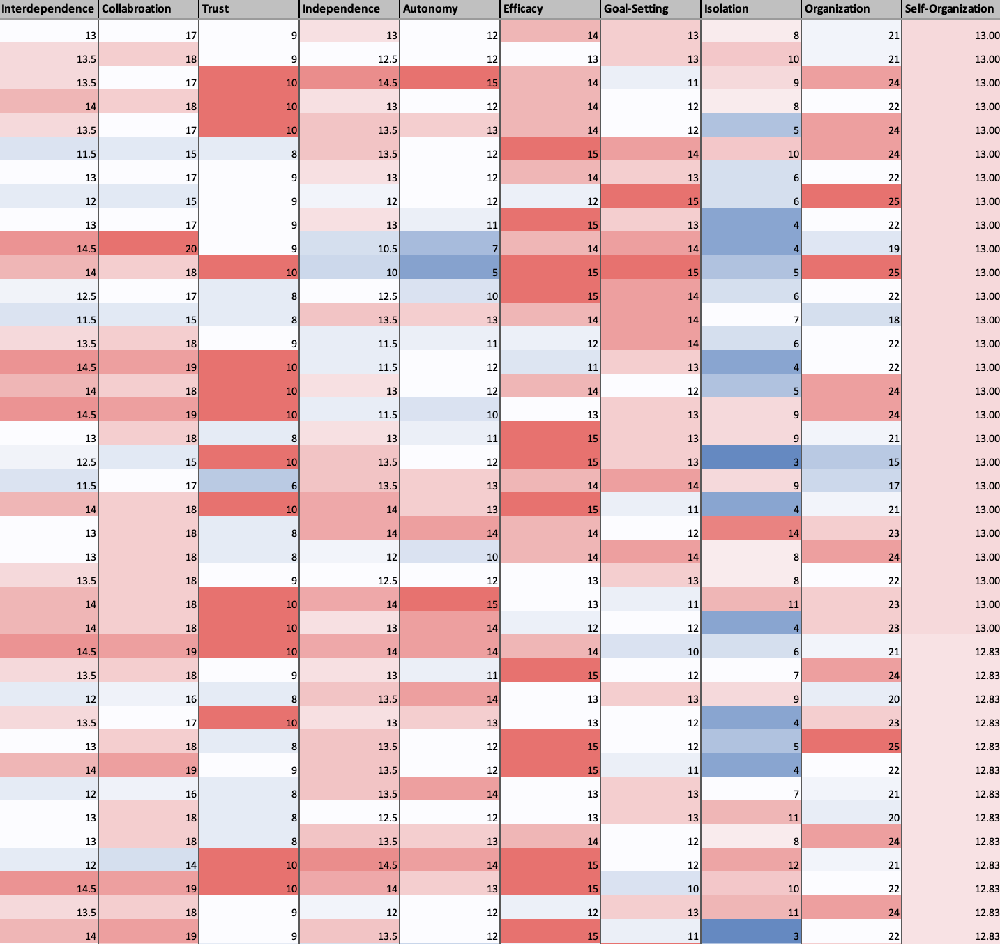 Interdependence Collabroation Trust Independence Autonomy Efficacy Goal-Setting Isolation Organization Self-Organization
13 17 9 13 12 14 13 8 21 13.00
13.5 18 9 12.5 12 13 13 10 21 13.00
13.5 17 10 14.5 15 14 11 9 24 13.00
14 18 10 13 12 14 12 8 22 13.00
13.5 17 10 13.5 13 14 12 5 24 13.00
11.5 15 8 13.5 12 15 14 10 24 13.00
13 17 9 13 12 14 13 6 22 13.00
12 15 9 12 12 12 15 6 25 13.00
13 17 9 13 11 15 13 4 22 13.00
14.5 20 9 10.5 7 14 14 4 19 13.00
14 18 10 10 5 15 15 5 25 13.00
12.5 17 8 12.5 10 15 14 6 22 13.00
11.5 15 8 13.5 13 14 14 7 18 13.00
13.5 18 9 11.5 11 12 14 6 22 13.00
14.5 19 10 11.5 12 11 13 4 22 13.00
14 18 10 13 12 14 12 5 24 13.00
14.5 19 10 11.5 10 13 13 9 24 13.00
13 18 8 13 11 15 13 9 21 13.00
12.5 15 10 13.5 12 15 13 3 15 13.00
11.5 17 6 13.5 13 14 14 9 17 13.00
14 18 10 14 13 15 11 4 21 13.00
13 18 8 14 14 14 12 14 23 13.00
13 18 8 12 10 14 14 8 24 13.00
13.5 18 9 12.5 12 13 13 8 22 13.00
14 18 10 14 15 13 11 11 23 13.00
14 18 10 13 14 12 12 4 23 13.00
14.5 19 10 14 14 14 10 6 21 12.83
13.5 18 9 13 11 15 12 7 24 12.83
12 16 8 13.5 14 13 13 9 20 12.83
13.5 17 10 13 13 13 12 4 23 12.83
13 18 8 13.5 12 15 12 5 25 12.83
14 19 9 13.5 12 15 11 4 22 12.83
12 16 8 13.5 14 13 13 7 21 12.83
13 18 8 12.5 12 13 13 11 20 12.83
13 18 8 13.5 13 14 12 8 24 12.83
12 14 10 14.5 14 15 12 12 21 12.83
14.5 19 10 14 13 15 10 10 22 12.83
13.5 18 9 12 12 12 13 11 24 12.83
14 19 9 13.5 12 15 11 3 22 12.83